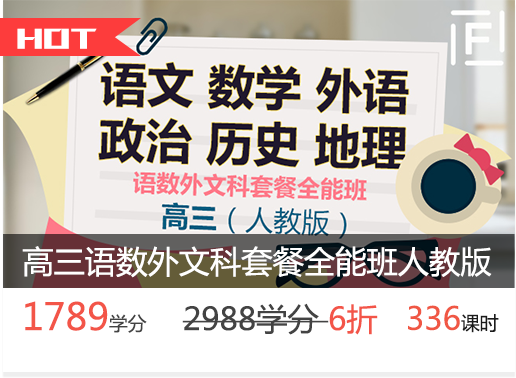 HOT
F
语文 数学 外语
政治 历史 地理
语数外文科套餐全能班
高三（人教版）
高三语数外文科套餐全能班人教版
1789学分 2988学分 6折 336课时